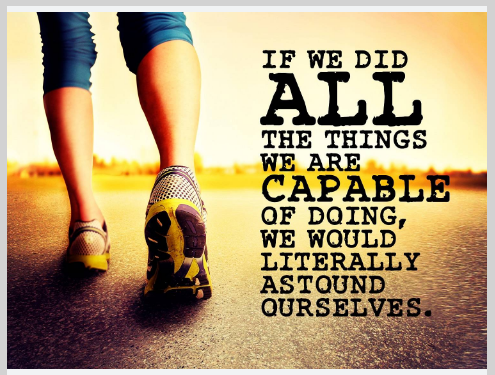 IF WE DID
ALL
THE THINGS
WE ARE
CAPABLE
OF DOING,
WE WOULD
LITERALLY
ASTOUND
OURSELVES.